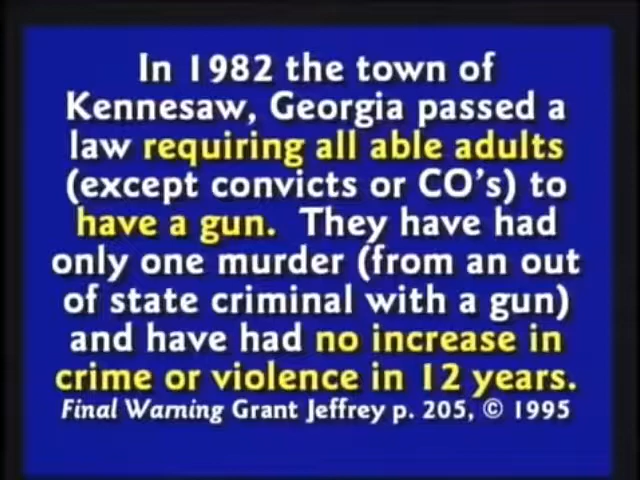 In 1982 the town of
Kennesaw, Georgia passed a
law requiring all able adults
(except convicts or CO's) to
have a gun. They have had
only one murder (from an out
of state criminal with a gun)
and have had no increase in
crime or violence in 12 years.
Final Warning Grant Jeffrey p. 205, © 1995